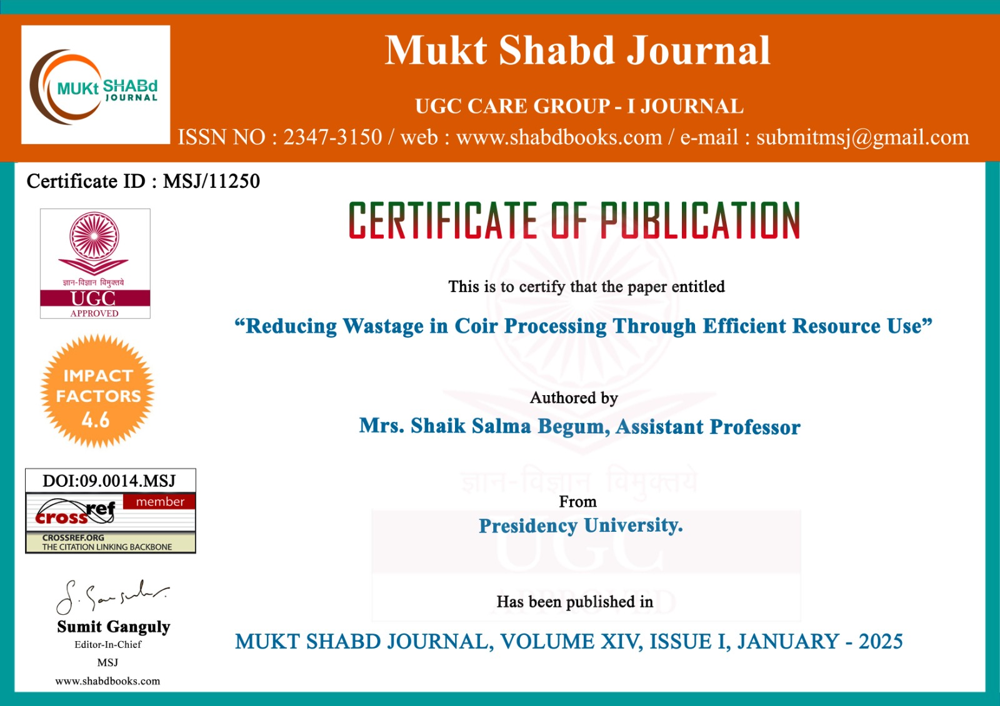 MUKt SHABd
JOURNAL
Mukt Shabd Journal
UGC CARE GROUP - I JOURNAL
ISSN NO : 2347-3150 / web : www.shabdbooks.com / e-mail : submitmsj@gmail.com
Certificate ID : MSJ/11250
ज्ञान-विज्ञान विमुक्तये
UGC
APPROVED
IMPACT
FACTORS
4.6
DOI:09.0014.MSJ
crossref
member
CROSSREF.ORG
THE CITATION LINKING BACKBONE
S. Ganguly
Sumit Ganguly
Editor-In-Chief
MSJ
www.shabdbooks.com
CERTIFICATE OF PUBLICATION
This is to certify that the paper entitled
“Reducing Wastage in Coir Processing Through Efficient Resource Use”
Authored by
Mrs. Shaik Salma Begum, Assistant Professor
ज्ञान-विज्ञान विमुक्तये
From
Presidency University.
UGC
APPROVED
Has been published in
MUKT SHABD JOURNAL, VOLUME XIV, ISSUE I, JANUARY - 2025